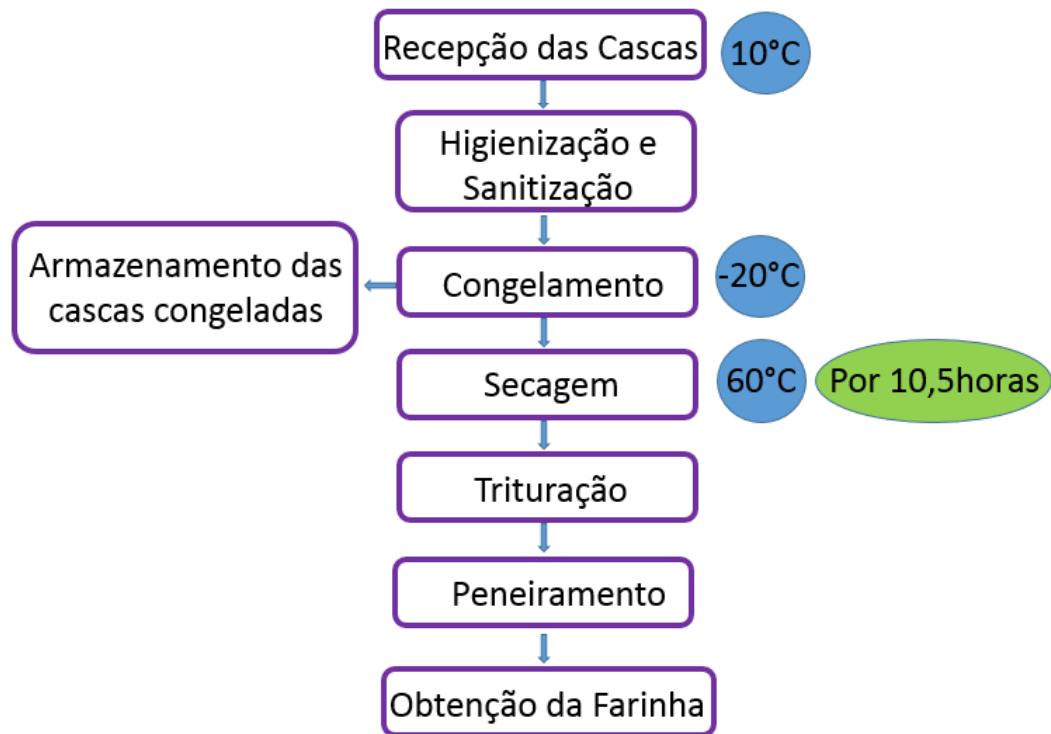 Recepção das Cascas
10°C
Higienização e
Sanitização
Armazenamento das
cascas congeladas
Congelamento
-20°C
Secagem
60°C
Por 10,5horas
Trituração
Peneiramento
Obtenção da Farinha